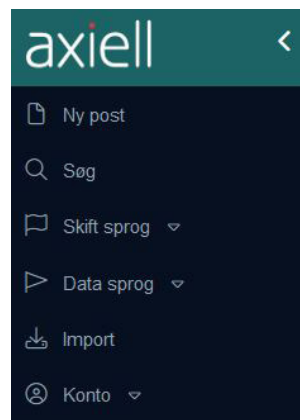 axiell
Ny post
Søg
Skift sprog
Data sprog
Import
Konto